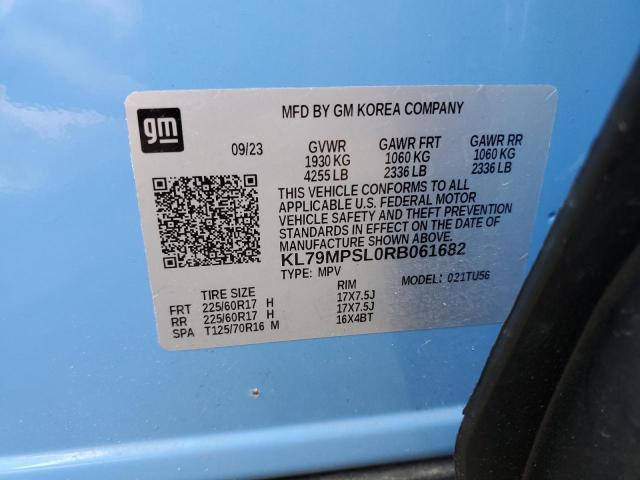 MFD BY GM KOREA COMPANY
gm
09/23 GVWR GAWR FRT GAWR RR
1930 KG 1060 KG 1060 KG
4255 LB 2336 LB 2336 LB
THIS VEHICLE CONFORMS TO ALL
APPLICABLE U.S. FEDERAL MOTOR
VEHICLE SAFETY AND THEFT PREVENTION
STANDARDS IN EFFECT ON THE DATE OF
MANUFACTURE SHOWN ABOVE.
KL79MPSL0RB061682
TYPE: MPV MODEL: 021TU56
TIRE SIZE RIM
FRT 225/60R17 H 17X7.5J
RR 225/60R17 H 17X7.5J
SPA T125/70R16 M 16X4BT